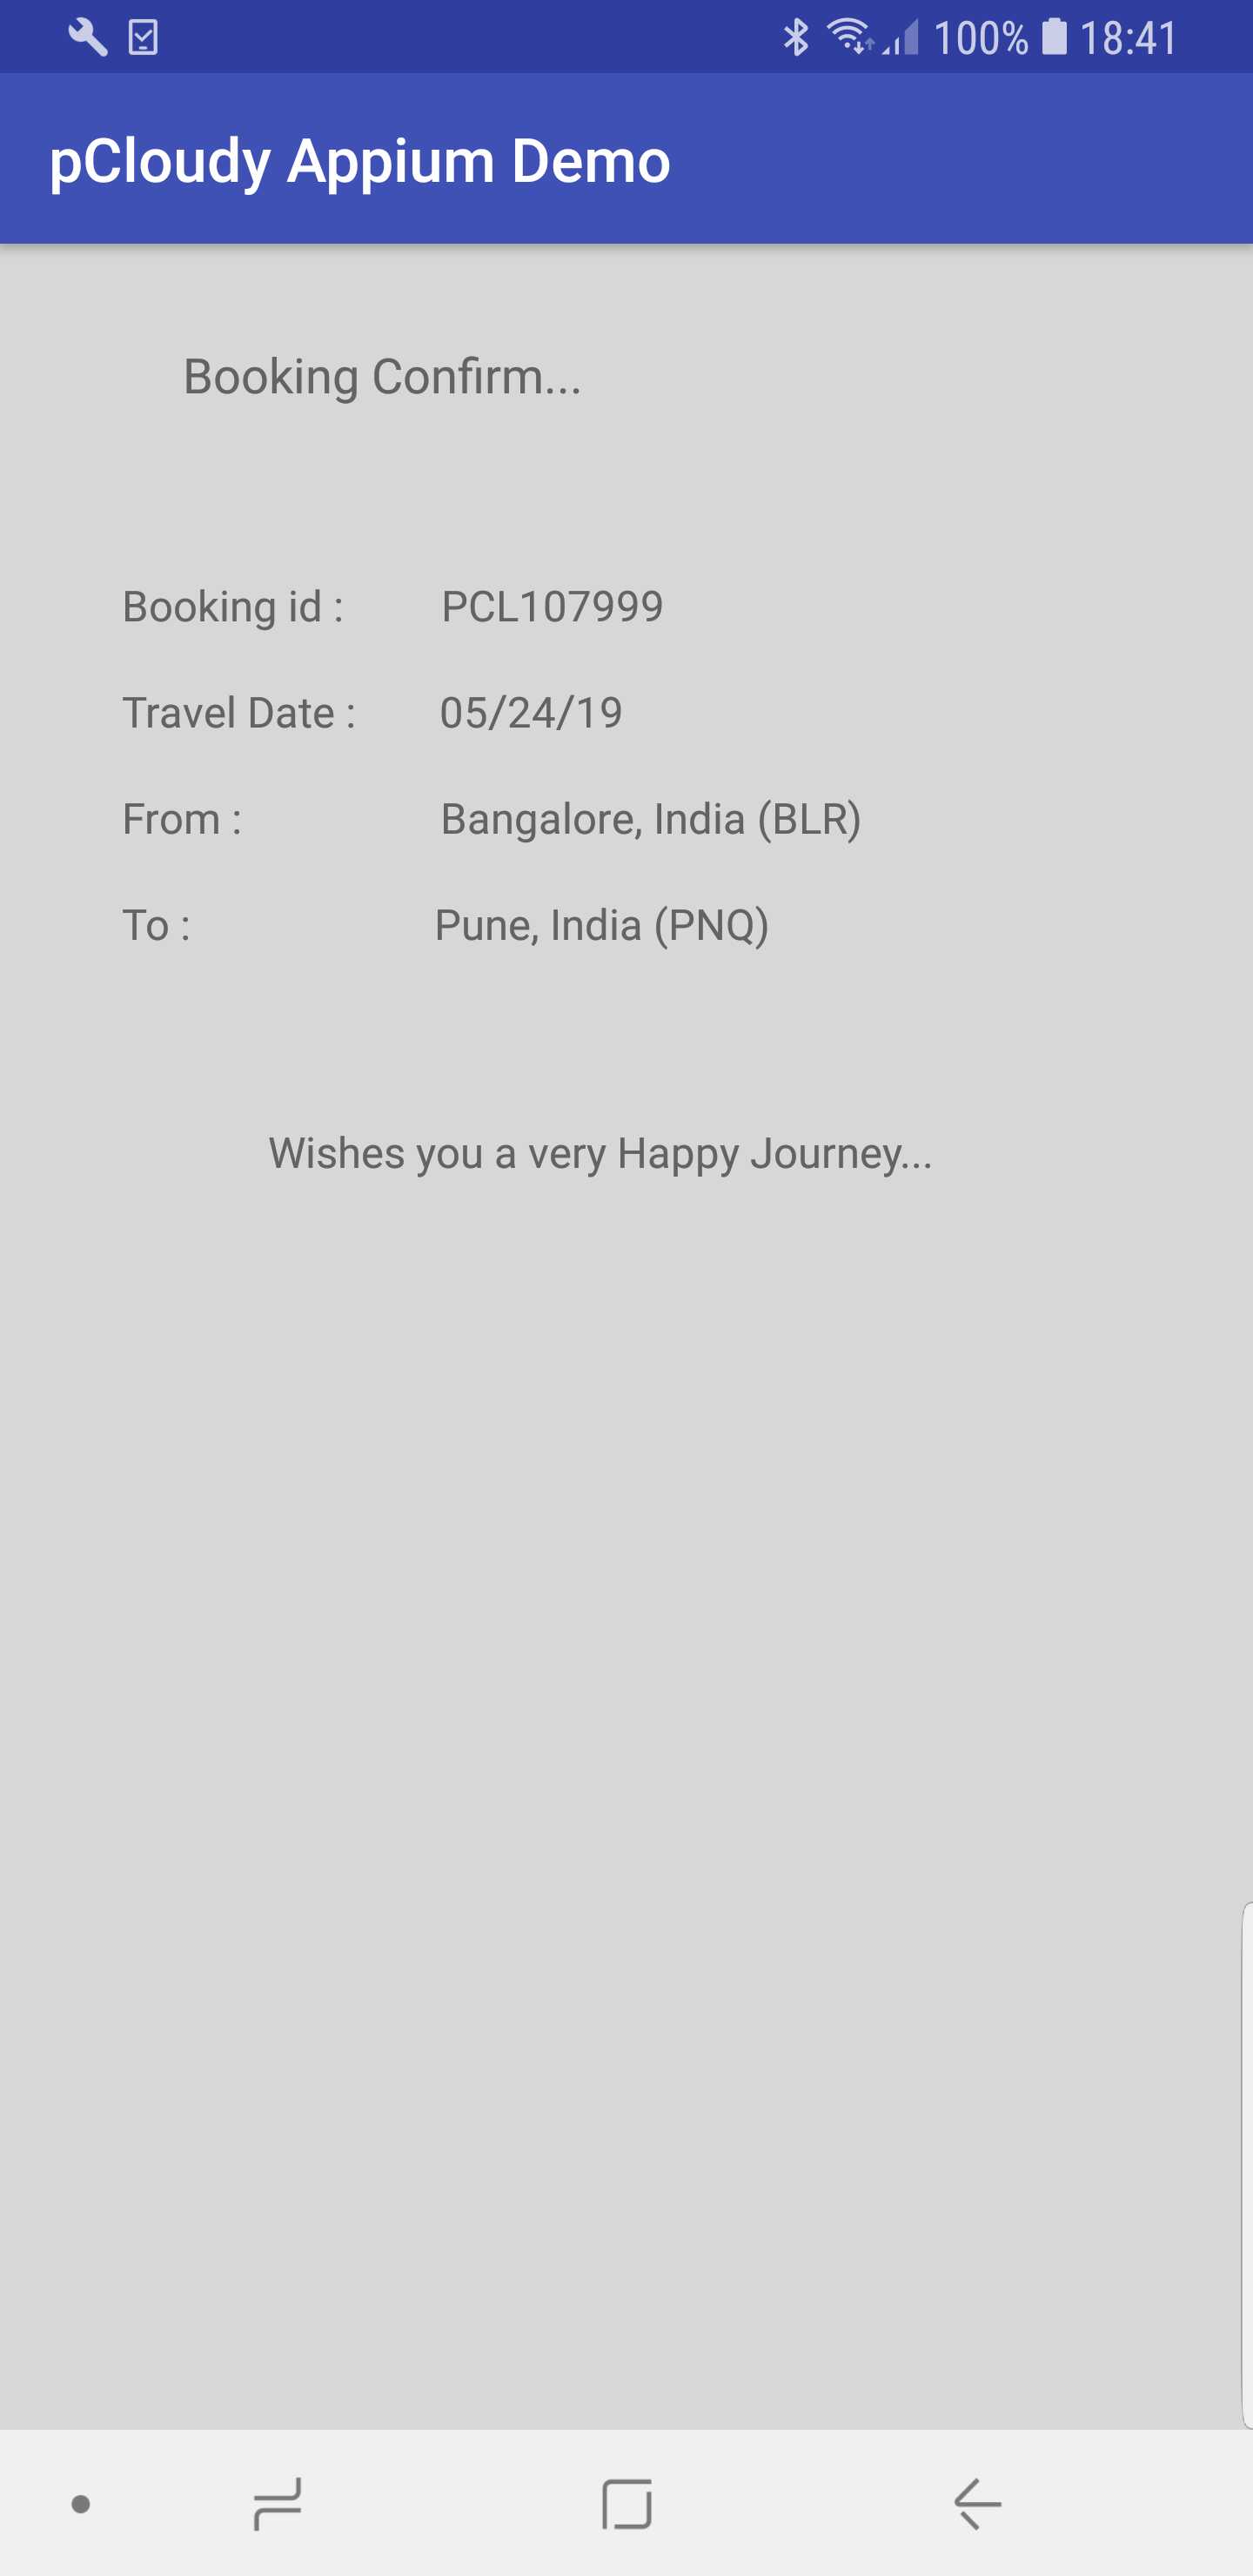 100% 18:41
pCloudy Appium Demo
Booking Confirm...
Booking id : PCL107999
Travel Date : 05/24/19
From : Bangalore, India (BLR)
To : Pune, India (PNQ)
Wishes you a very Happy Journey...